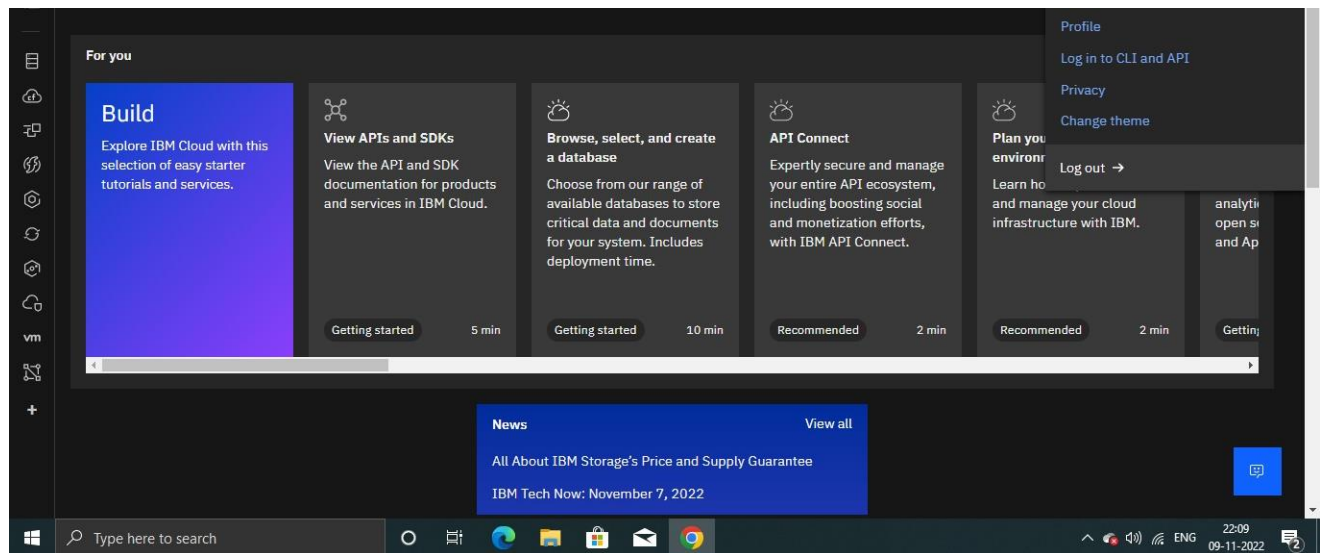 Profile
Log in to CLI and API
Privacy
Change theme
Log out →
For you
Build
Explore IBM Cloud with this
selection of easy starter
tutorials and services.
View APIs and SDKs
View the API and SDK
documentation for products
and services in IBM Cloud.
Getting started 5 min
Browse, select, and create
a database
Choose from our range of
available databases to store
critical data and documents
for your system. Includes
deployment time.
Getting started 10 min
API Connect
Expertly secure and manage
your entire API ecosystem,
including boosting social
and monetization efforts,
with IBM API Connect.
Recommended 2 min
Plan you
environ
Learn ho
and manage your cloud
infrastructure with IBM.
Recommended 2 min
analyti
open s
and Ap
Getting
vm
News View all
All About IBM Storage's Price and Supply Guarantee
IBM Tech Now: November 7, 2022
Type here to search
ENG
22:09
09-11-2022
2